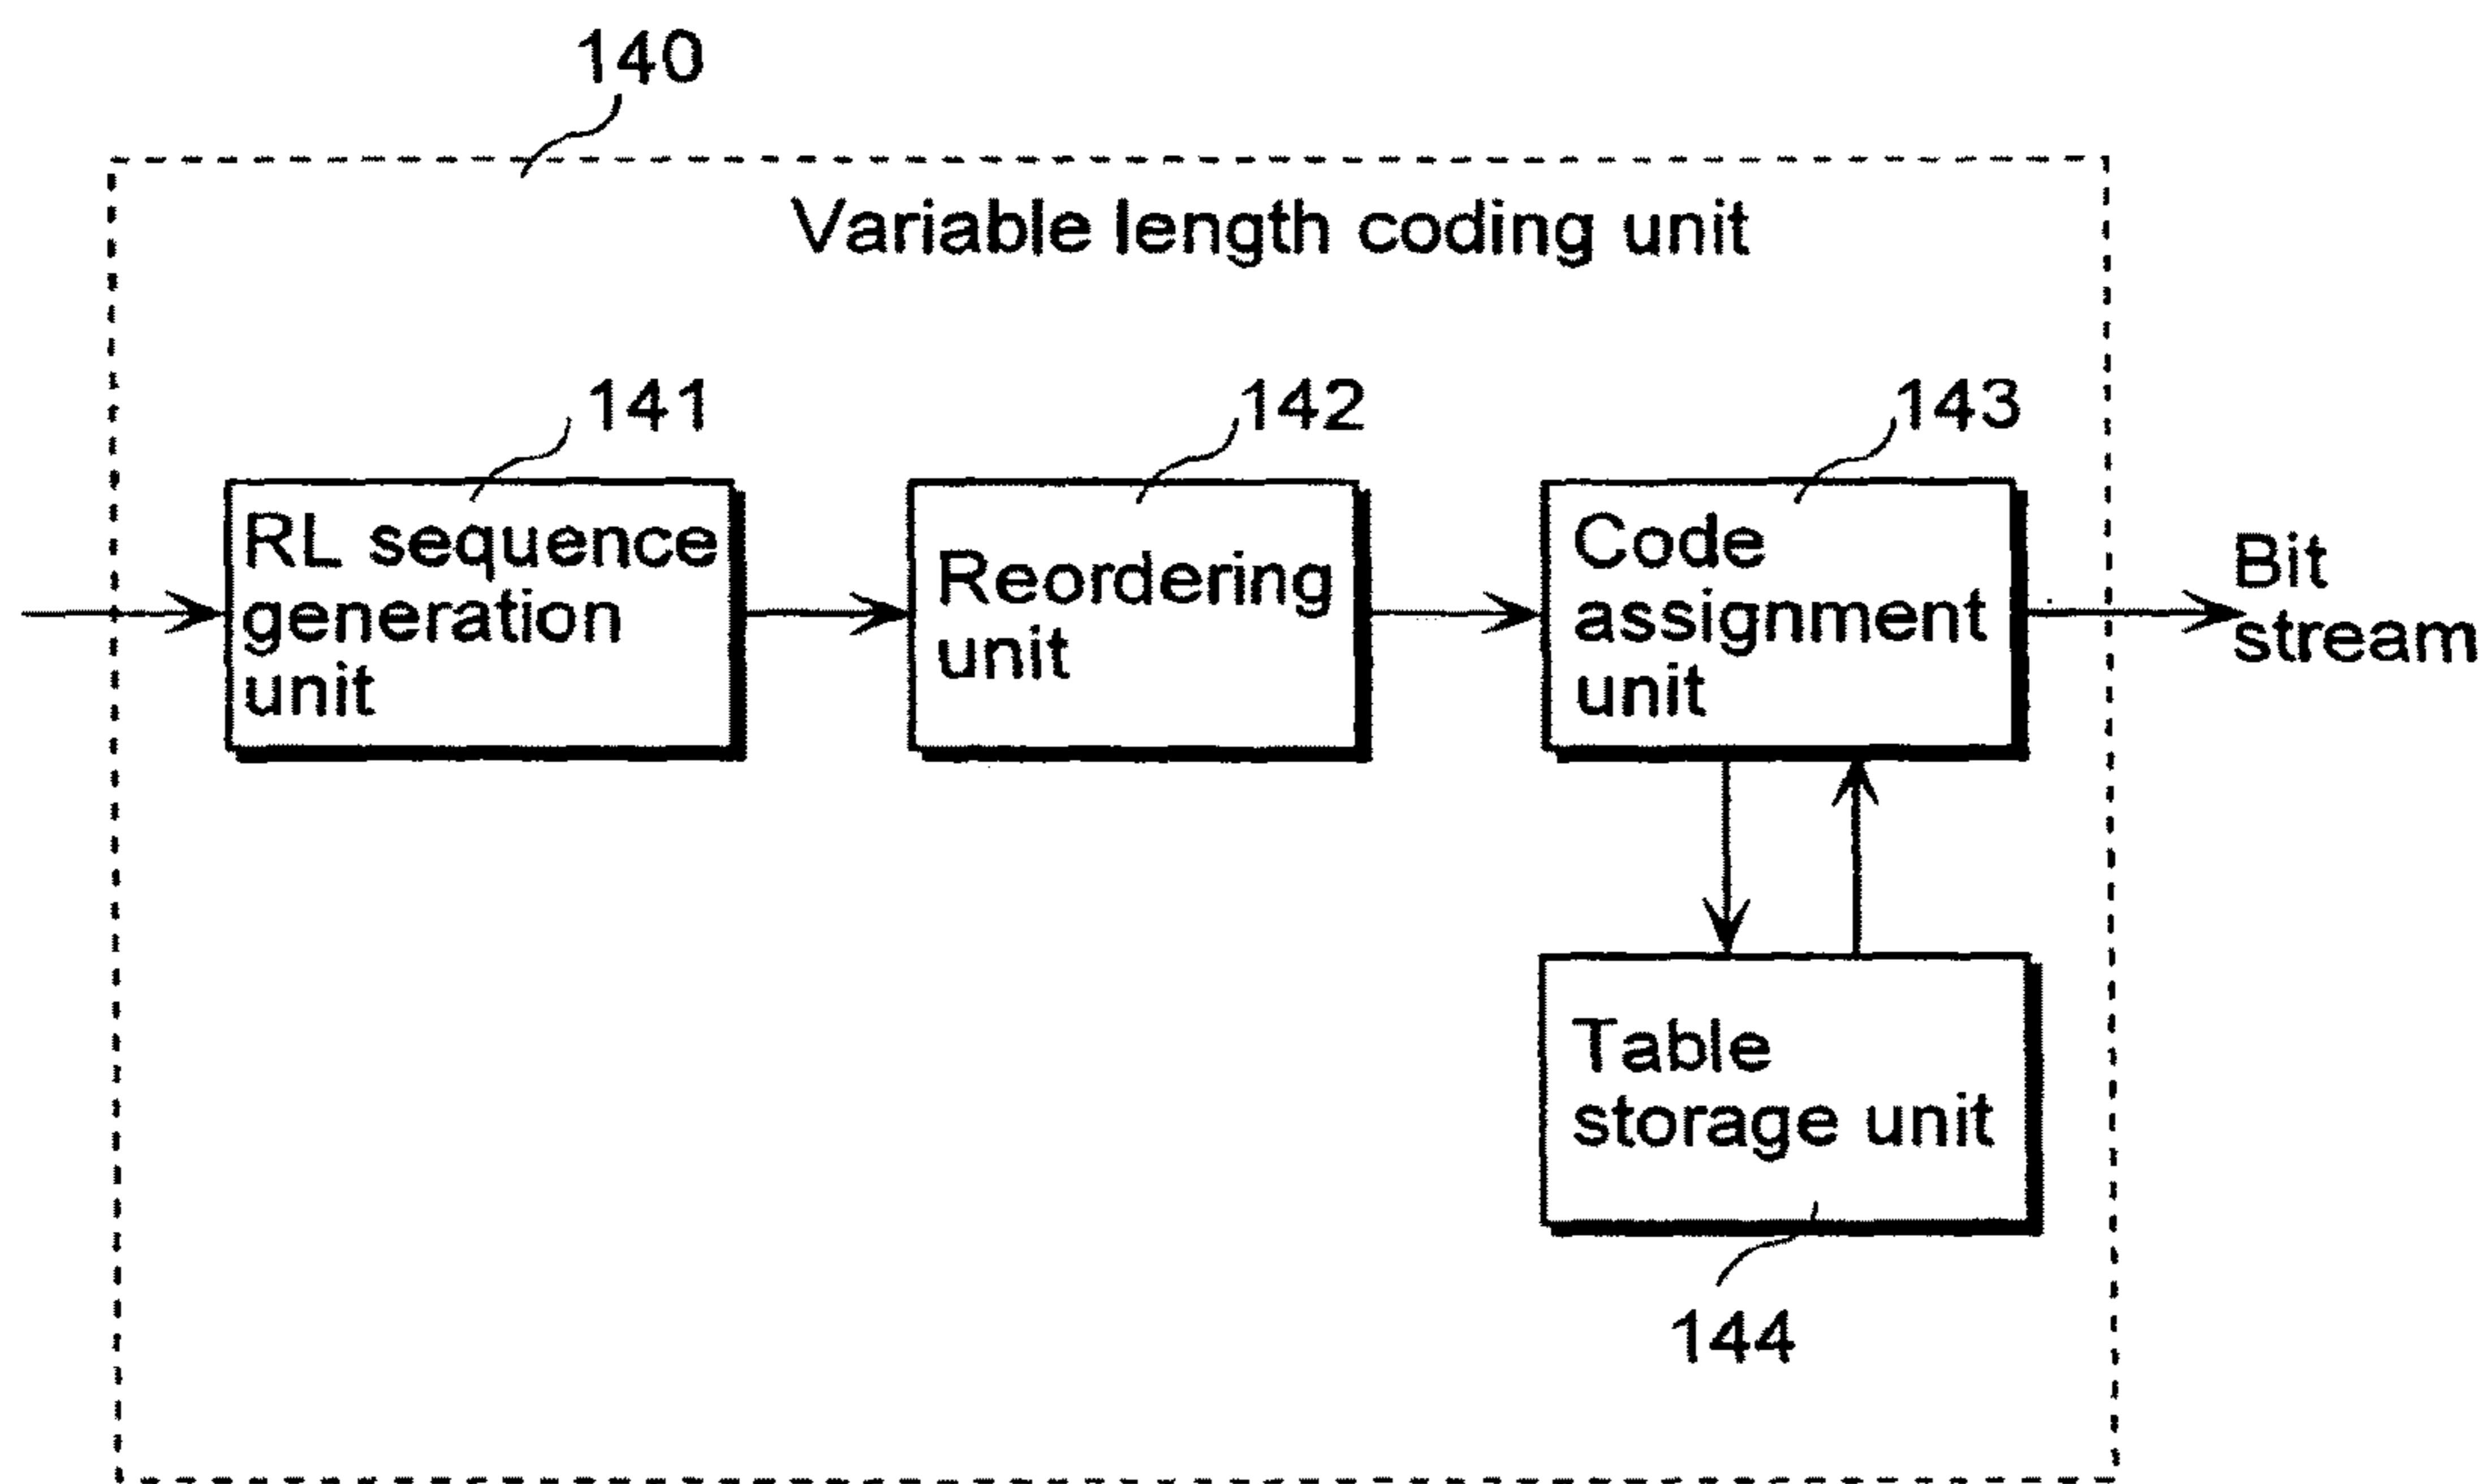 140
Variable length coding unit
141
142
143
RL sequence
generation
unit
Reordering
unit
Code
assignment
unit
Bit
stream
Table
storage unit
144